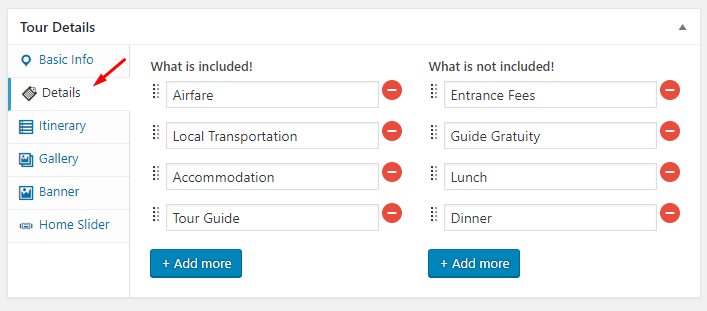 Tour Details
Basic Info
Details
Itinerary
Gallery
Banner
Home Slider
What is included!
Airfare
Local Transportation
Accommodation
Tour Guide
+ Add more
What is not included!
Entrance Fees
Guide Gratuity
Lunch
Dinner
+ Add more